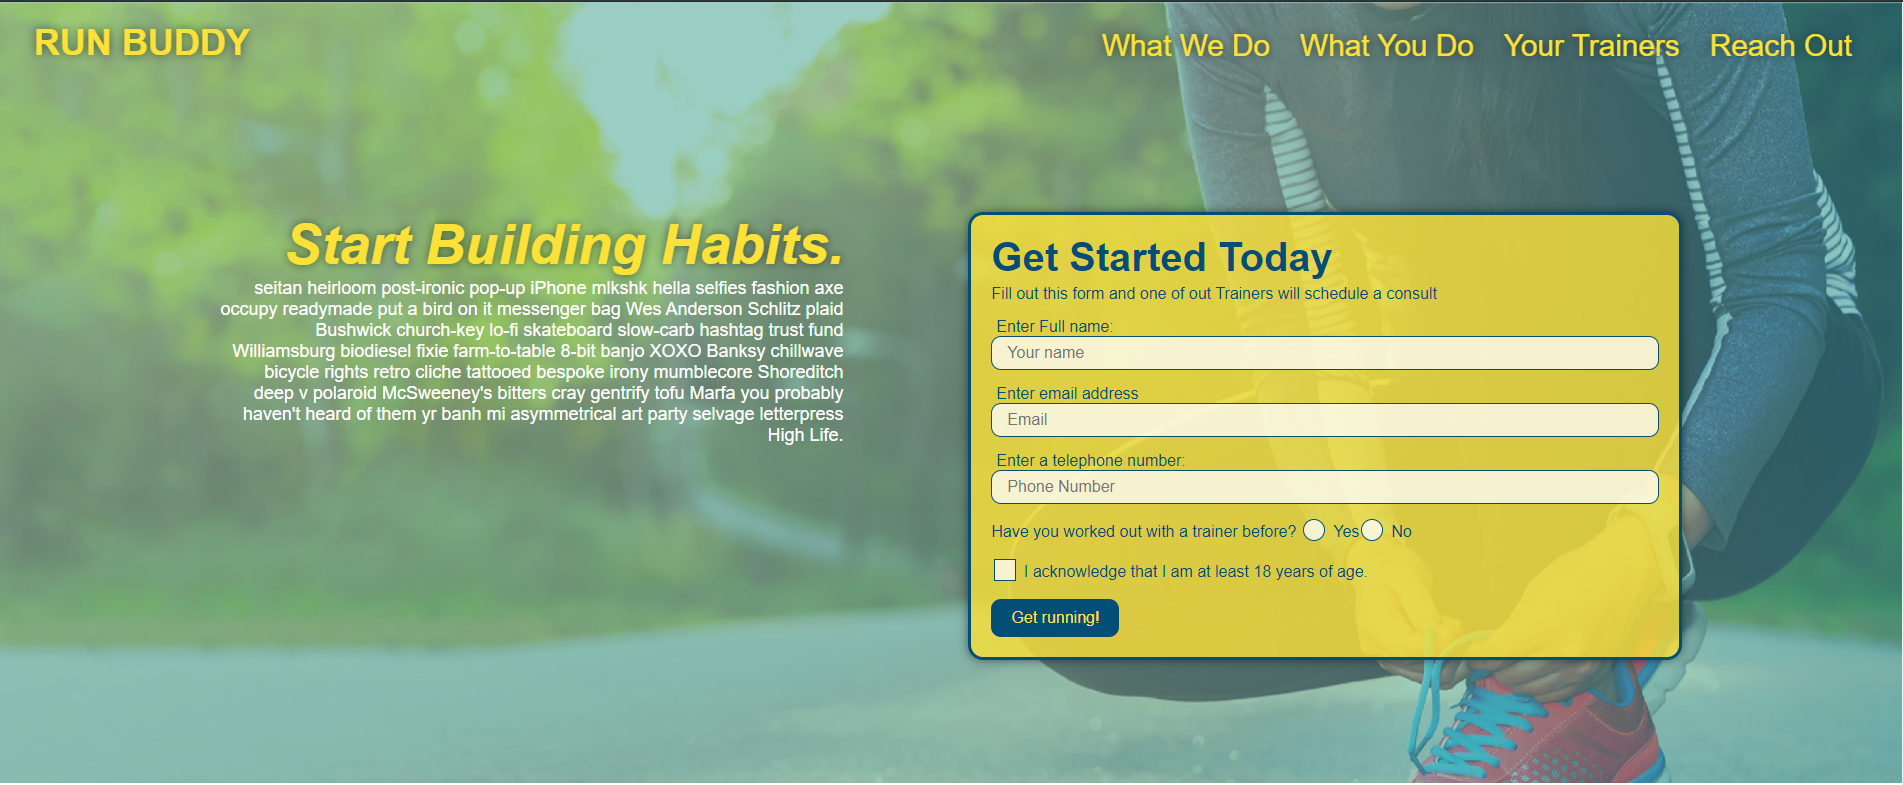 RUN BUDDY
What We Do What You Do Your Trainers Reach Out
Start Building Habits.
seitan heirloom post-ironic pop-up iPhone mlkshk hella selfies fashion axe
occupy readymade put a bird on it messenger bag Wes Anderson Schlitz plaid
Bushwick church-key lo-fi skateboard slow-carb hashtag trust fund
Williamsburg biodiesel fixie farm-to-table 8-bit banjo XOXO Banksy chillwave
bicycle rights retro cliche tattooed bespoke irony mumblecore Shoreditch
deep v polaroid McSweeney's bitters cray gentrify tofu Marfa you probably
haven't heard of them yr banh mi asymmetrical art party selvage letterpress
High Life.
Get Started Today
Fill out this form and one of out Trainers will schedule a consult
Enter Full name:
Your name
Enter email address
Email
Enter a telephone number:
Phone Number
Have you worked out with a trainer before? Yes No
I acknowledge that I am at least 18 years of age.
Get running!